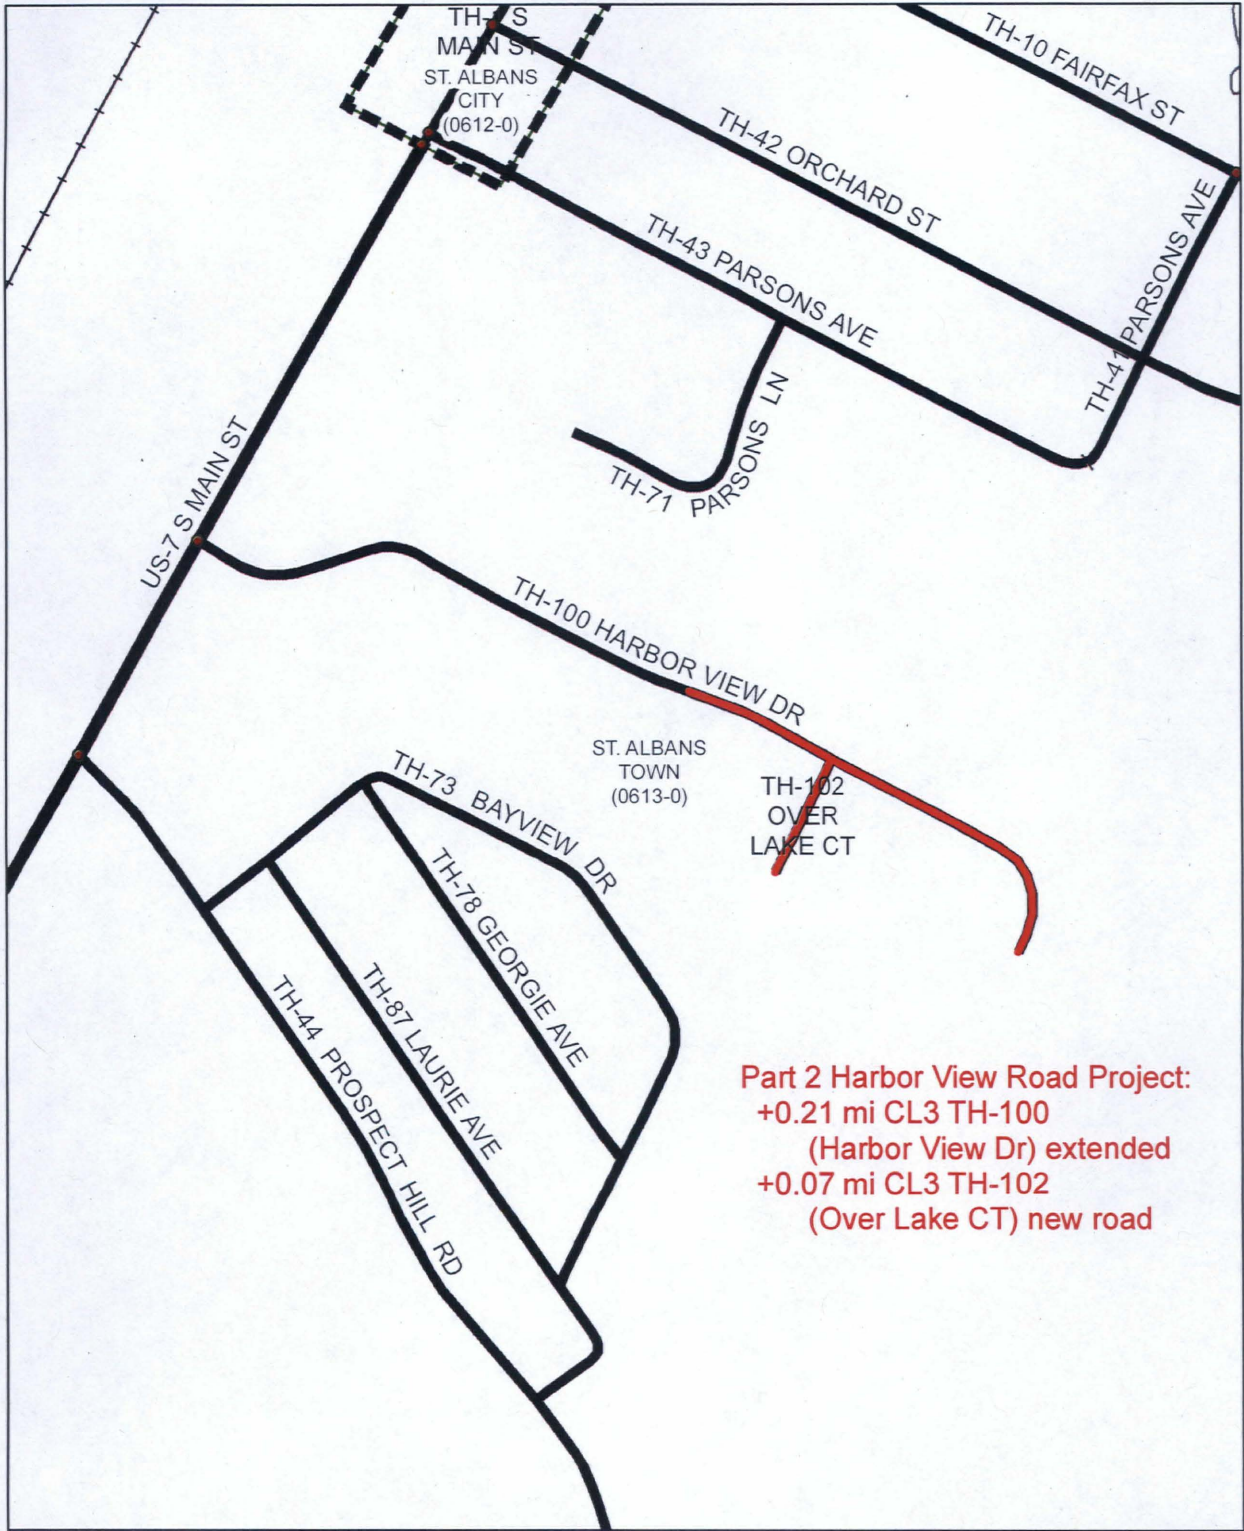 TH- S
MAIN ST
ST. ALBANS
CITY
(0612-0)
TH-10 FAIRFAX ST
TH-42 ORCHARD ST
TH-41 PARSONS AVE
TH-43 PARSONS AVE
TH-71 PARSONS LN
US-7 S MAIN ST
TH-100 HARBOR VIEW DR
ST. ALBANS
TOWN
(0613-0)
TH-102
OVER
LAKE CT
TH-73 BAYVIEW DR
TH-78 GEORGIE AVE
TH-87 LAURIE AVE
TH-44 PROSPECT HILL RD
Part 2 Harbor View Road Project:
+0.21 mi CL3 TH-100
(Harbor View Dr) extended
+0.07 mi CL3 TH-102
(Over Lake CT) new road